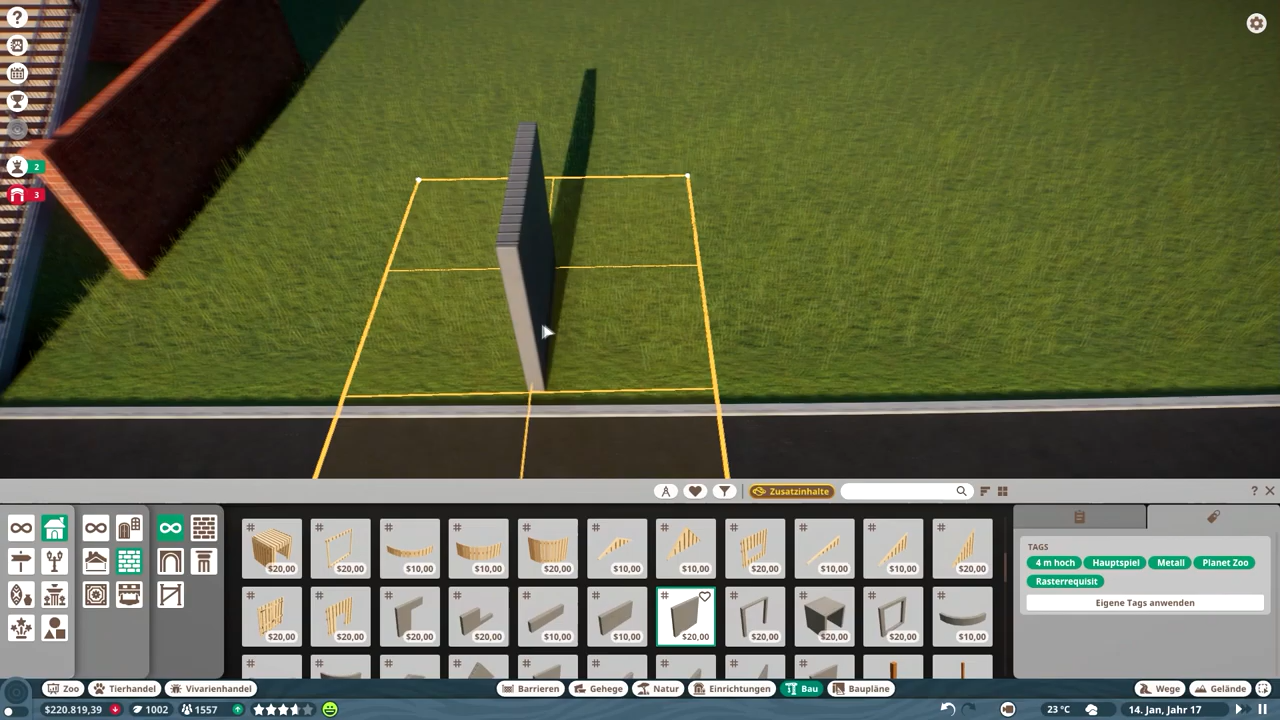 ?
2
3
Zusatzinhalte
? ×
$20,00 $20,00 $10,00 $10,00 $20,00 $10,00 $10,00 $20,00 $10,00 $10,00 $20,00
$20,00 $20,00 $20,00 $20,00 $10,00 $10,00 $20,00 $20,00 $20,00 $20,00 $10,00
TAGS
4 m hoch Hauptspiel Metall Planet Zoo
Rasterrequisit
Eigene Tags anwenden
Zoo Tierhandel Vivarienhandel Barrieren Gehege Natur Einrichtungen Bau Baupläne Wege Gelände
$220.819,39 1002 1557 23 °C 14. Jan, Jahr 17